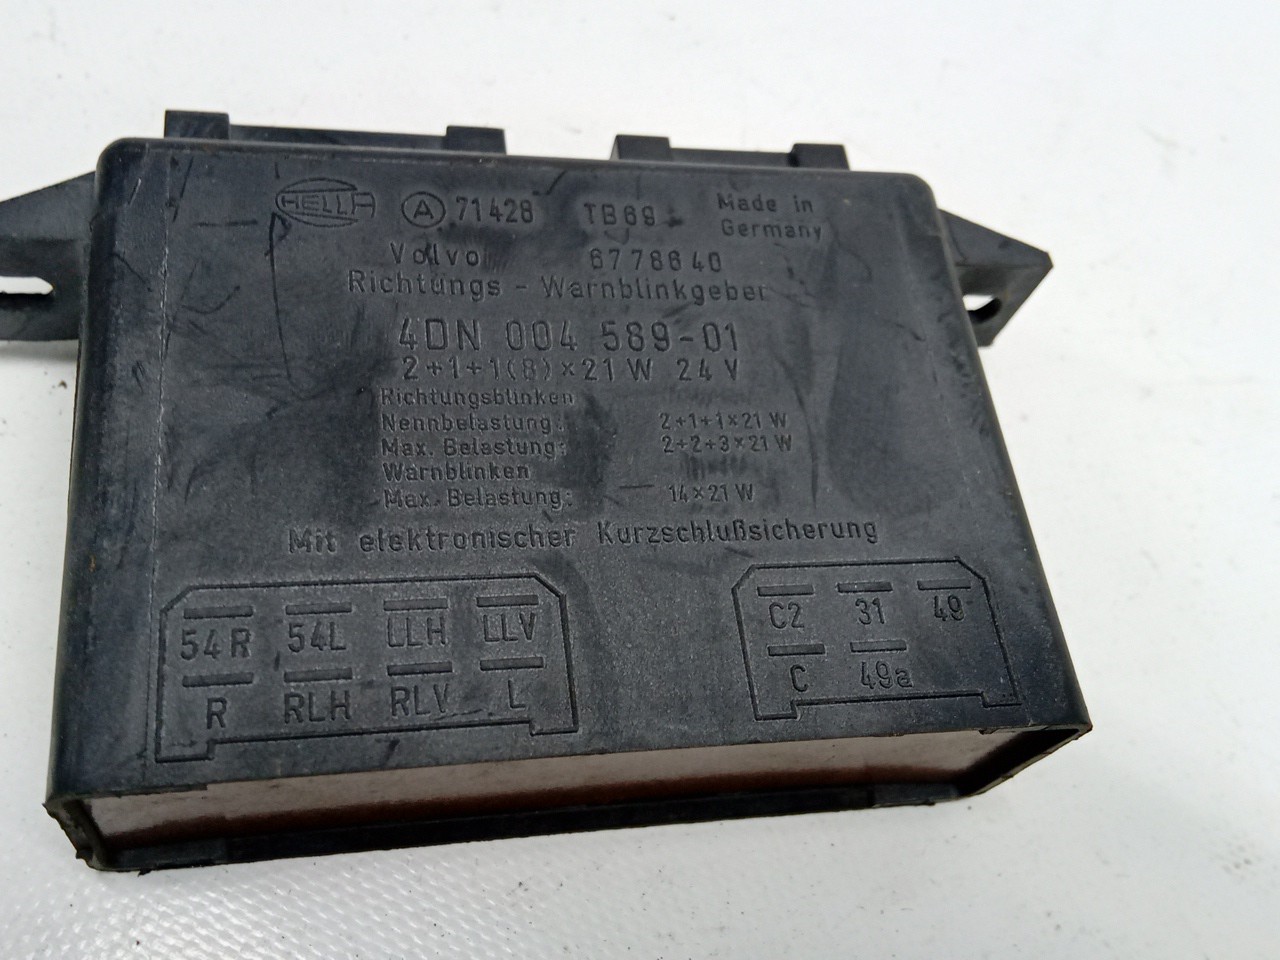 HELLA A 71428 TB69 Made in
Germany
Volvo 6778640
Richtungs - Warnblinkgeber
4DN 004 589-01
2+1+1(8)×21W 24V
Richtungsblinken
Nennbelastung: 2+1+1×21 W
Max. Belastung: 2+2+3×21 W
Warnblinken
Max. Belastung: 14×21 W
Mit elektronischer Kurzschlußsicherung
54R 54L LLH LLV
R RLH RLV L
C2 31 49
C 49a